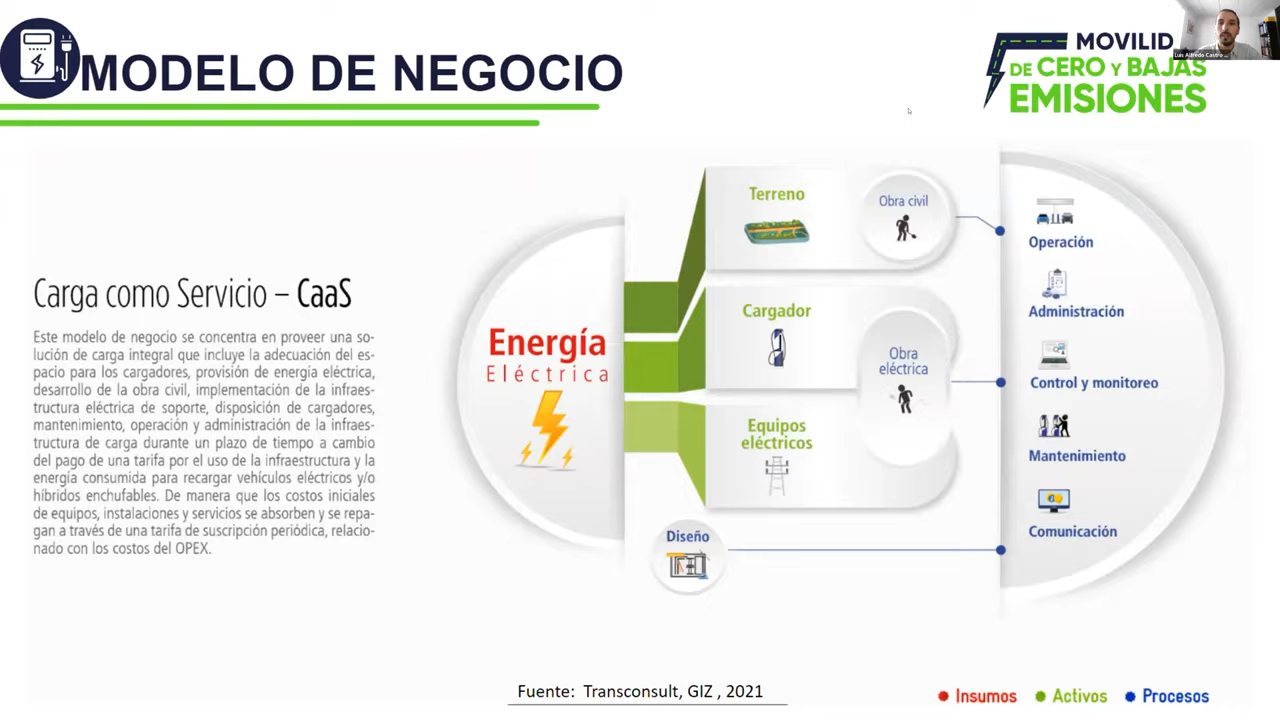 MODELO DE NEGOCIO
MOVILID
DE CERO Y BAJAS
EMISIONES
Luis Alfredo Castro ...
Carga como Servicio – CaaS
Este modelo de negocio se concentra en proveer una so-
lución de carga integral que incluye la adecuación del es-
pacio para los cargadores, provisión de energía eléctrica,
desarrollo de la obra civil, implementación de la infraes-
tructura eléctrica de soporte, disposición de cargadores,
mantenimiento, operación y administración de la infraes-
tructura de carga durante un plazo de tiempo a cambio
del pago de una tarifa por el uso de la infraestructura y la
energía consumida para recargar vehículos eléctricos y/o
híbridos enchufables. De manera que los costos iniciales
de equipos, instalaciones y servicios se absorben y se repa-
gan a través de una tarifa de suscripción periódica, relacio-
nado con los costos del OPEX.
Energía
Eléctrica
Terreno
Obra civil
Cargador
Obra
eléctrica
Equipos
eléctricos
Diseño
Operación
Administración
Control y monitoreo
Mantenimiento
Comunicación
Fuente: Transconsult, GIZ , 2021
Insumos
Activos
Procesos